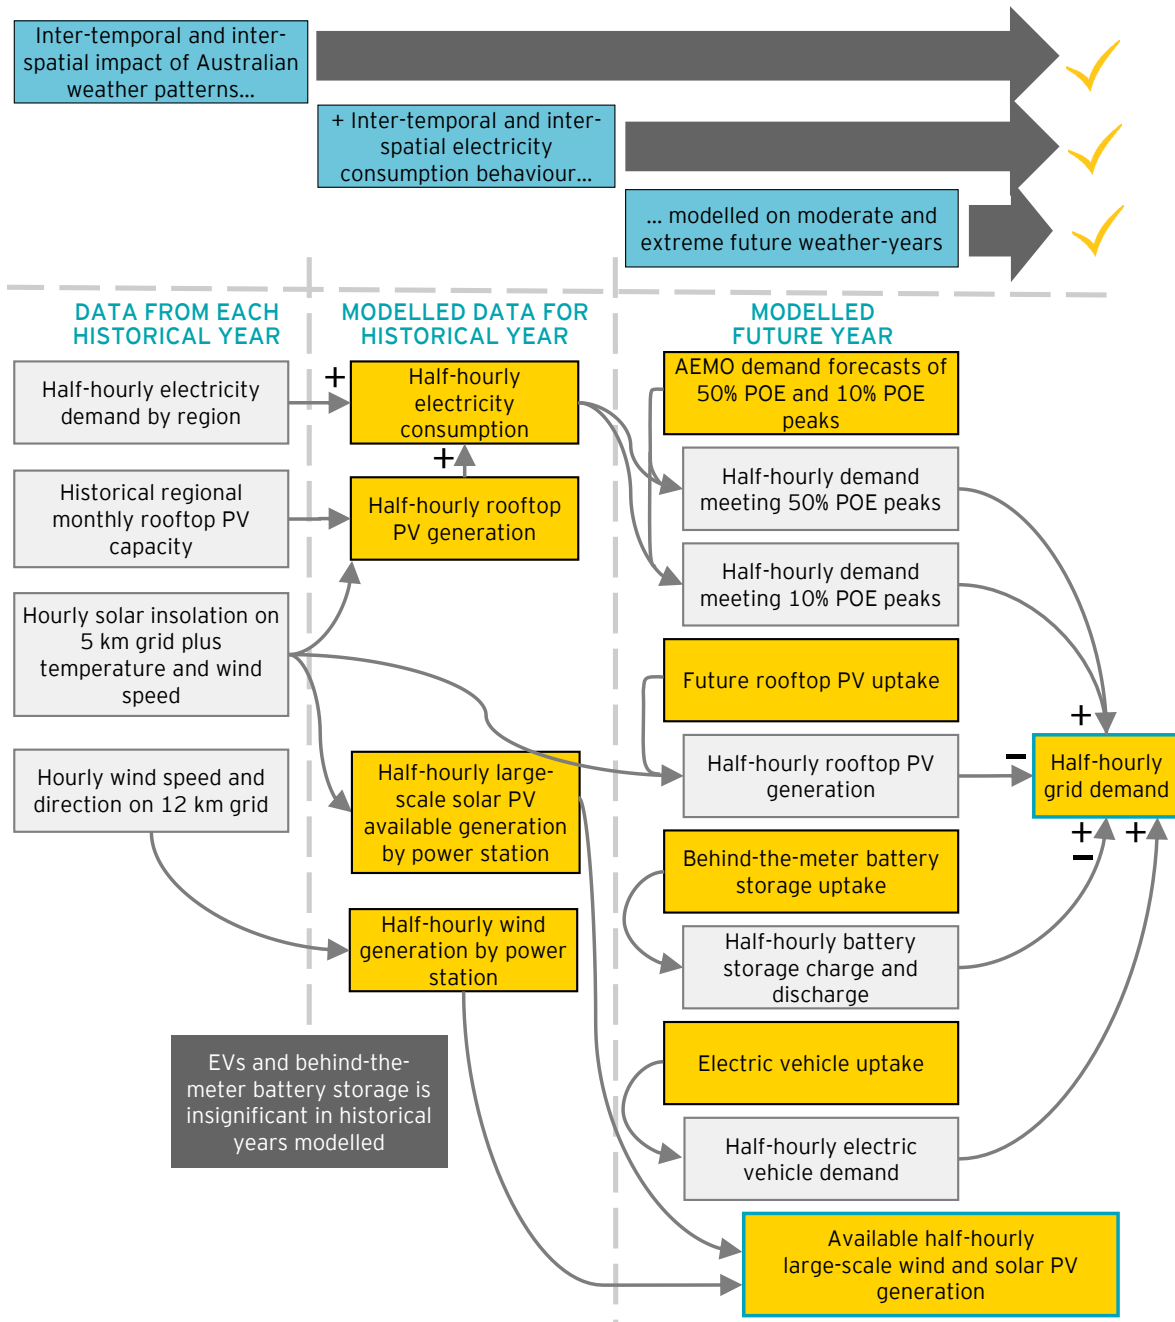 Inter-temporal and inter-
spatial impact of Australian
weather patterns...
+ Inter-temporal and inter-
spatial electricity
consumption behaviour...
... modelled on moderate and
extreme future weather-years
DATA FROM EACH
HISTORICAL YEAR
MODELLED DATA FOR
HISTORICAL YEAR
MODELLED
FUTURE YEAR
Half-hourly electricity
demand by region
Historical regional
monthly rooftop PV
capacity
Hourly solar insolation on
5 km grid plus
temperature and wind
speed
Hourly wind speed and
direction on 12 km grid
+
Half-hourly
electricity
consumption
+
Half-hourly rooftop
PV generation
Half-hourly large-
scale solar PV
available generation
by power station
Half-hourly wind
generation by power
station
EVs and behind-the-
meter battery storage is
insignificant in historical
years modelled
AEMO demand forecasts of
50% POE and 10% POE
peaks
Half-hourly demand
meeting 50% POE peaks
Half-hourly demand
meeting 10% POE peaks
Future rooftop PV uptake
Half-hourly rooftop PV
generation
Behind-the-meter battery
storage uptake
Half-hourly battery
storage charge and
discharge
Electric vehicle uptake
Half-hourly electric
vehicle demand
+
–
Half-hourly
grid demand
+ +
–
Available half-hourly
large-scale wind and solar PV
generation